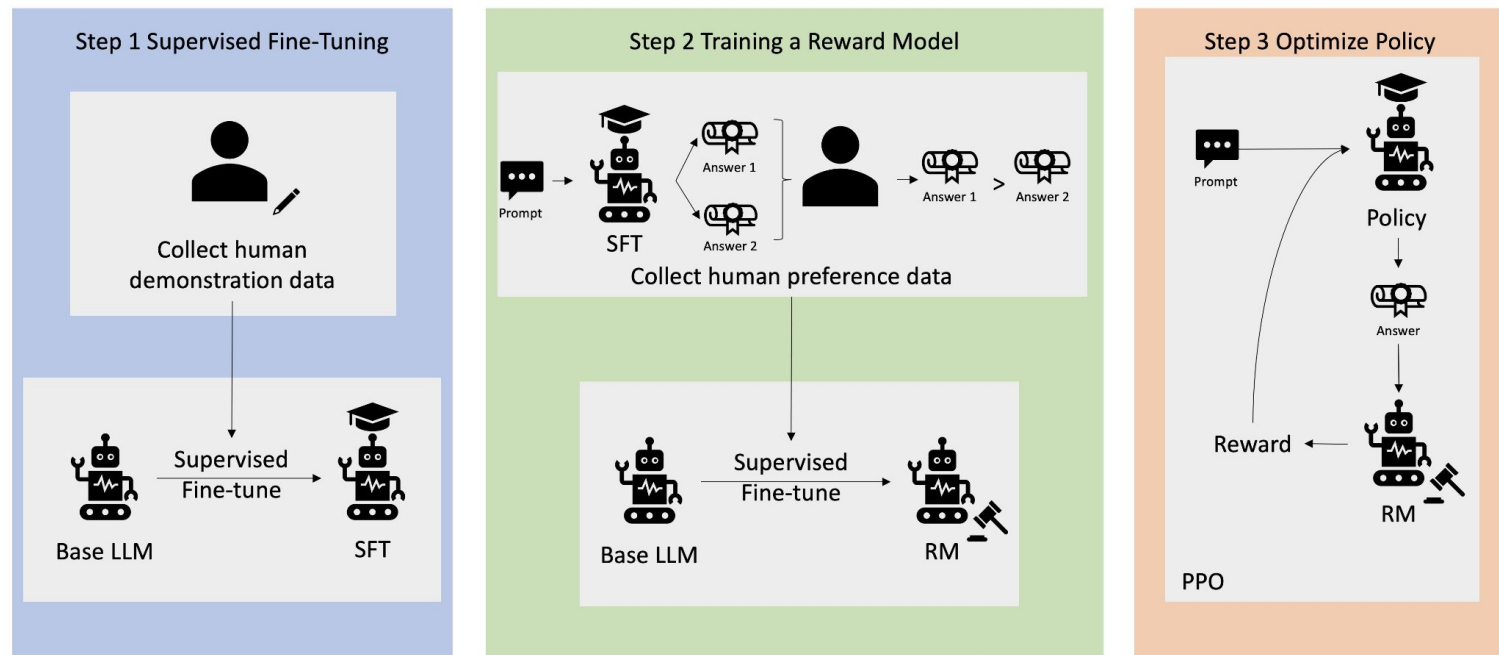 Step 1 Supervised Fine-Tuning
Collect human
demonstration data
Supervised
Fine-tune
Base LLM
SFT
Step 2 Training a Reward Model
Prompt
SFT
Answer 1
Answer 2
Answer 1
>
Answer 2
Collect human preference data
Supervised
Fine-tune
Base LLM
RM
Step 3 Optimize Policy
Prompt
Policy
Answer
Reward
RM
PPO